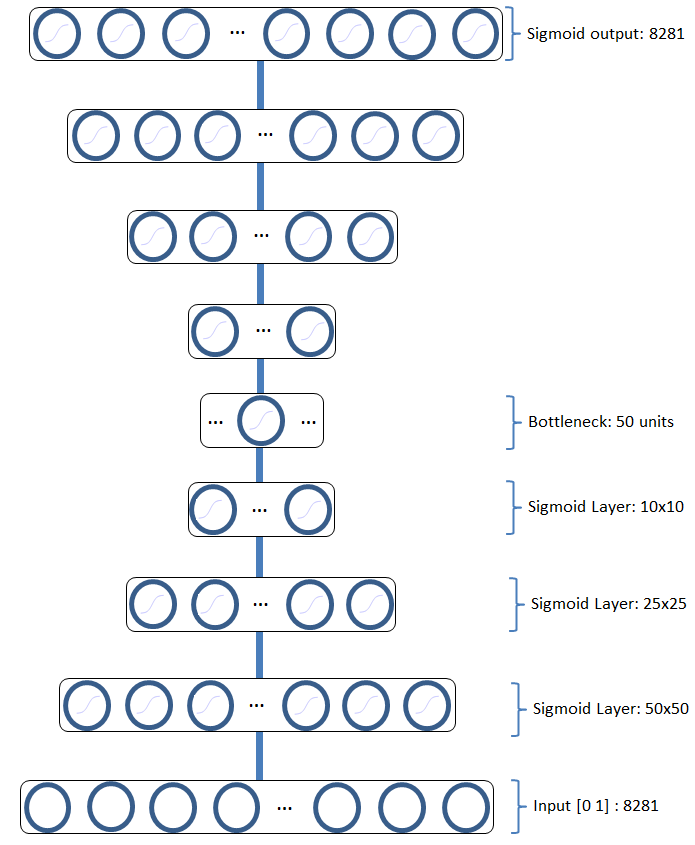 ... Sigmoid output: 8281
...
...
...
... ... Bottleneck: 50 units
... Sigmoid Layer: 10x10
... Sigmoid Layer: 25x25
... Sigmoid Layer: 50x50
... Input [0 1] : 8281